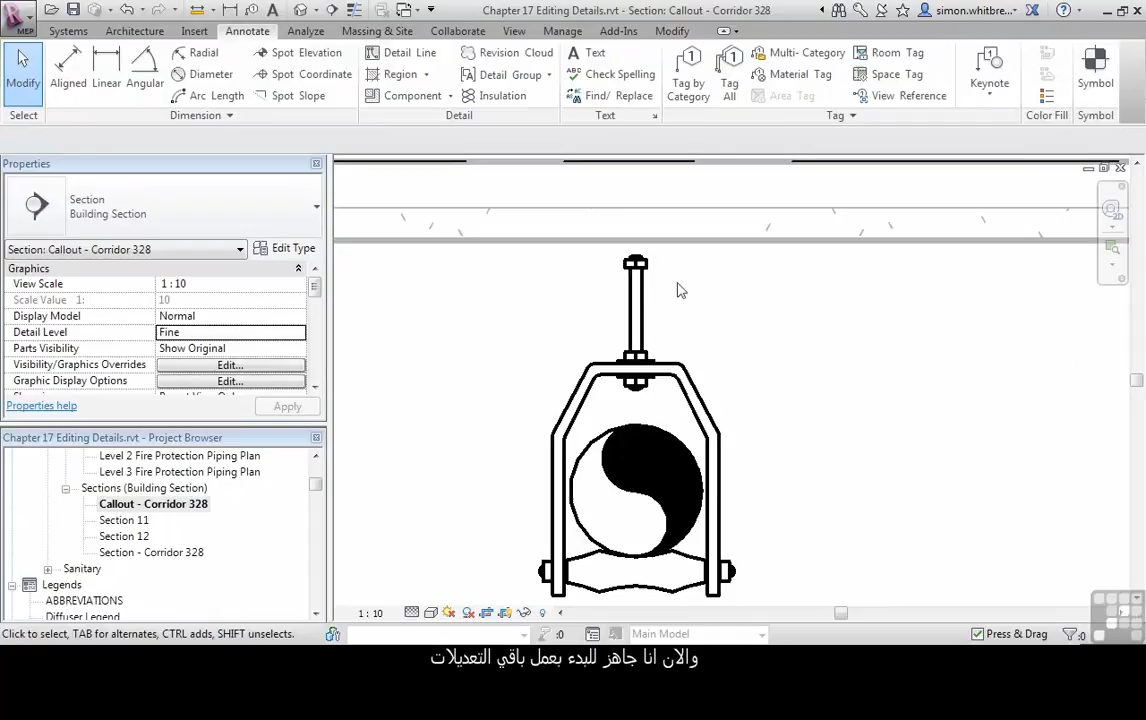 Chapter 17 Editing Details.rvt - Section: Callout - Corridor 328
simon.whitbre...
MEP
Systems Architecture Insert Annotate Analyze Massing & Site Collaborate View Manage Add-Ins Modify
Modify
Aligned Linear Angular
Radial
Diameter
Arc Length
Spot Elevation
Spot Coordinate
Spot Slope
Detail Line
Region
Component
Revision Cloud
Detail Group
Insulation
Text
Check Spelling
Find/ Replace
Tag by Category
Tag All
Multi-Category
Material Tag
Area Tag
Room Tag
Space Tag
View Reference
Keynote
Symbol
Select Dimension Detail Text Tag Color Fill Symbol
Properties
Section
Building Section
Section: Callout - Corridor 328
Edit Type
Graphics
View Scale 1 : 10
Scale Value 1: 10
Display Model Normal
Detail Level Fine
Parts Visibility Show Original
Visibility/Graphics Overrides Edit...
Graphic Display Options Edit...
Properties help
Apply
Chapter 17 Editing Details.rvt - Project Browser
Level 2 Fire Protection Piping Plan
Level 3 Fire Protection Piping Plan
Sections (Building Section)
Callout - Corridor 328
Section 11
Section 12
Section - Corridor 328
Sanitary
Legends
ABBREVIATIONS
Diffuser Legend
2D
1 : 10
Click to select, TAB for alternates, CTRL adds, SHIFT unselects.
:0
Main Model
Press & Drag
:0
والان انا جاهز للبدء بعمل باقي التعديلات